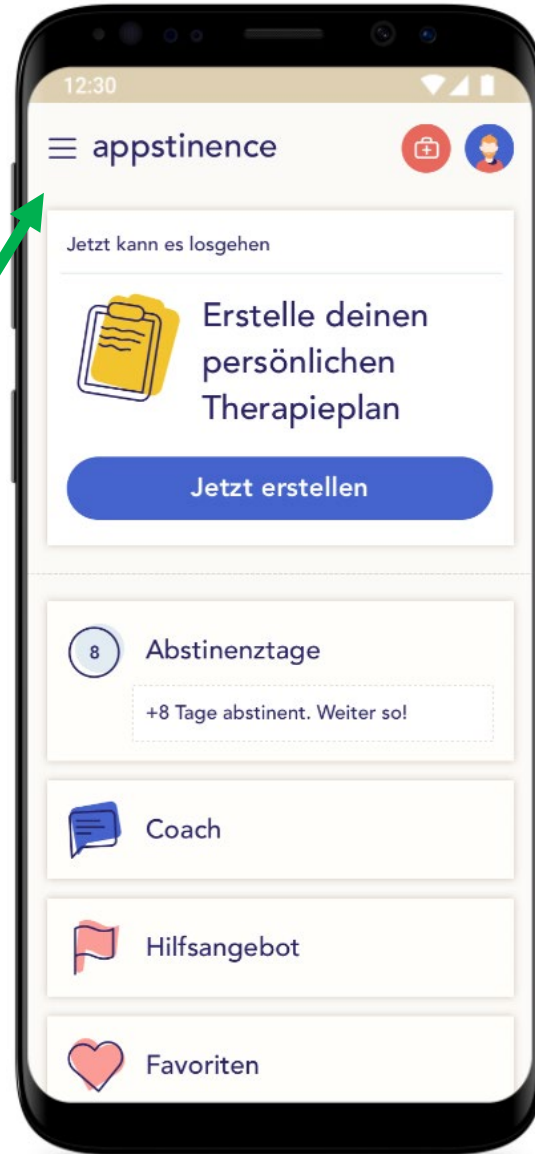 12:30
appstinence
Jetzt kann es losgehen
Erstelle deinen
persönlichen
Therapieplan
Jetzt erstellen
8
Abstinenztage
+8 Tage abstinent. Weiter so!
Coach
Hilfsangebot
Favoriten